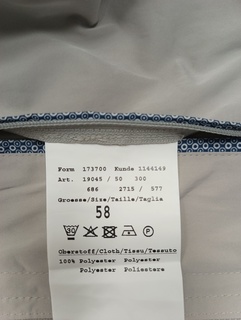 Form 173700 Kunde 1166149
Art. 19045 / 50 300
686 2715 / 577
Groesse/Size/Taille/Taglia
58
30
Oberstoff/Cloth/Tissu/Tessuto
100% Polyester Polyester
Polyester Poliestere